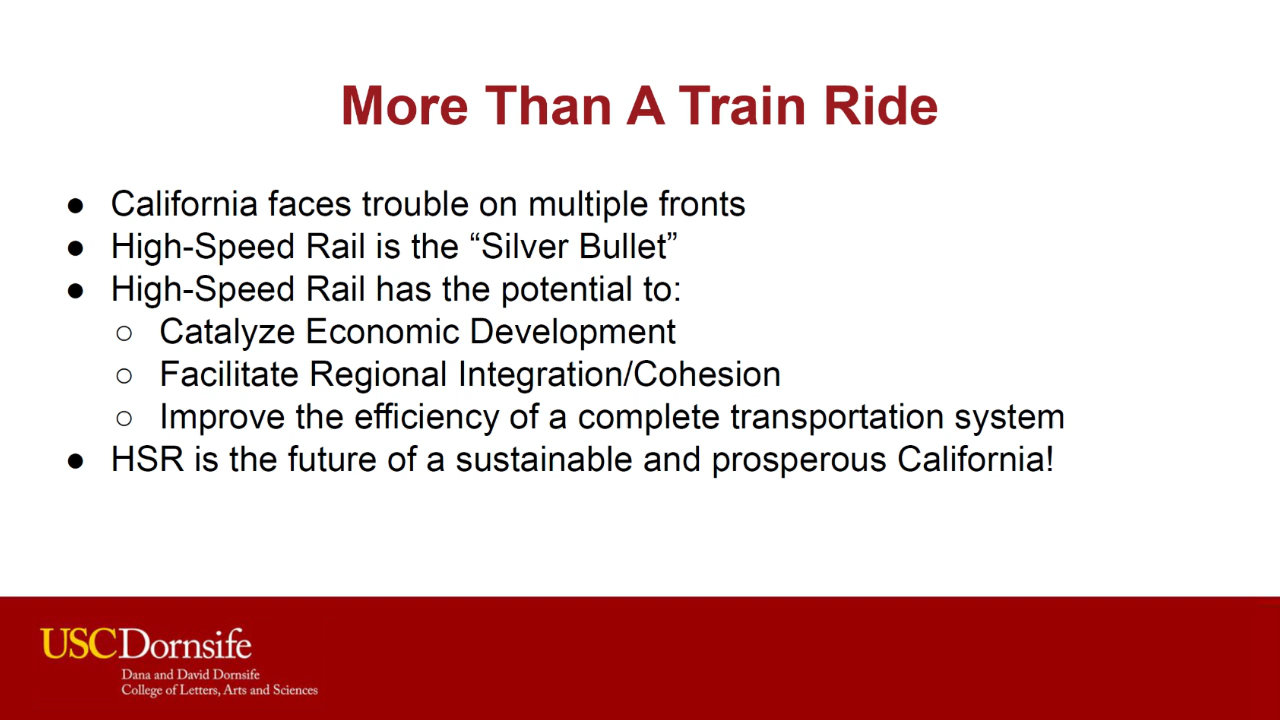 More Than A Train Ride
● California faces trouble on multiple fronts
● High-Speed Rail is the “Silver Bullet”
● High-Speed Rail has the potential to:
○ Catalyze Economic Development
○ Facilitate Regional Integration/Cohesion
○ Improve the efficiency of a complete transportation system
● HSR is the future of a sustainable and prosperous California!
USCDornsife
Dana and David Dornsife
College of Letters, Arts and Sciences